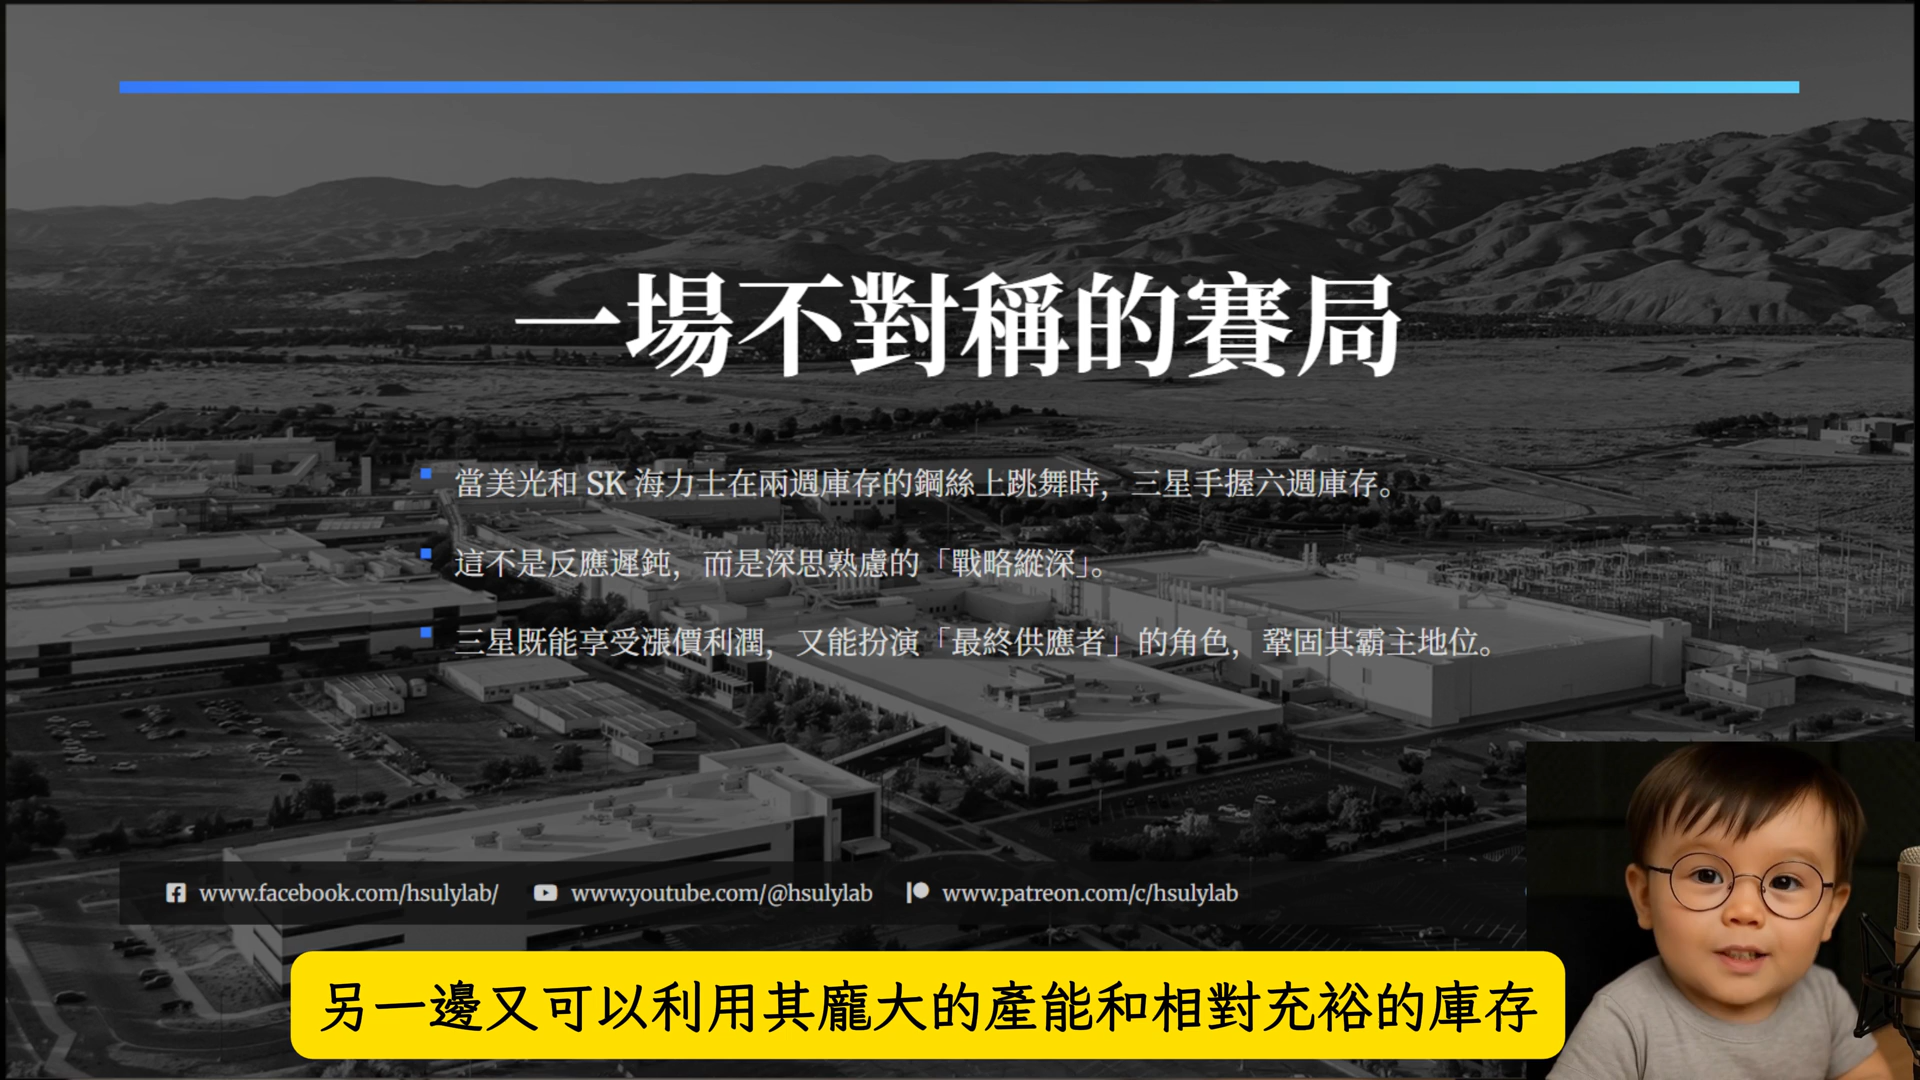 一場不對稱的賽局
當美光和 SK 海力士在兩週庫存的鋼絲上跳舞時，三星手握六週庫存。
這不是反應遲鈍，而是深思熟慮的「戰略縱深」。
三星既能享受漲價利潤，又能扮演「最終供應者」的角色，鞏固其霸主地位。
www.facebook.com/hsulylab/ www.youtube.com/@hsulylab www.patreon.com/c/hsulylab
另一邊又可以利用其龐大的產能和相對充裕的庫存